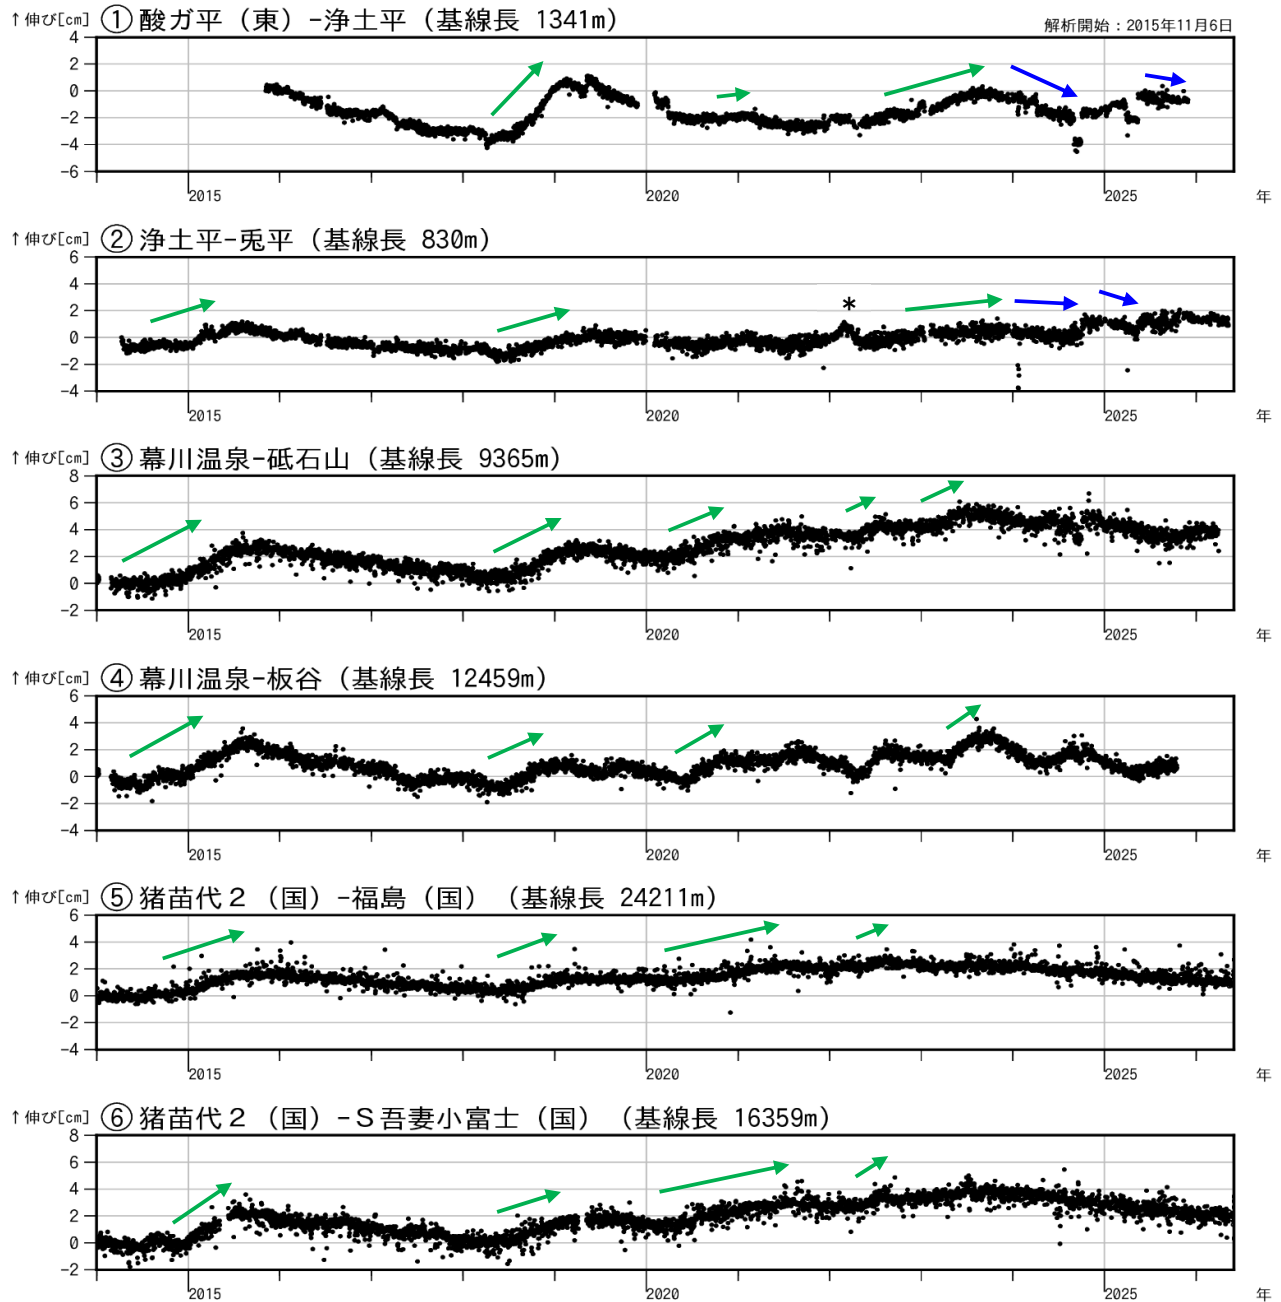 ↑伸び[cm] ①酸ガ平（東）-浄土平（基線長 1341m）
解析開始：2015年11月6日
4
2
0
-2
-4
-6
2015 2020 2025 年
↑伸び[cm] ②浄土平-兎平（基線長 830m）
6
4
2
0
-2
-4
*
2015 2020 2025 年
↑伸び[cm] ③幕川温泉-砥石山（基線長 9365m）
8
6
4
2
0
-2
2015 2020 2025 年
↑伸び[cm] ④幕川温泉-板谷（基線長 12459m）
6
4
2
0
-2
-4
2015 2020 2025 年
↑伸び[cm] ⑤猪苗代２（国）-福島（国）（基線長 24211m）
6
4
2
0
-2
-4
2015 2020 2025 年
↑伸び[cm] ⑥猪苗代２（国）-Ｓ吾妻小富士（国）（基線長 16359m）
8
6
4
2
0
-2
2015 2020 2025 年